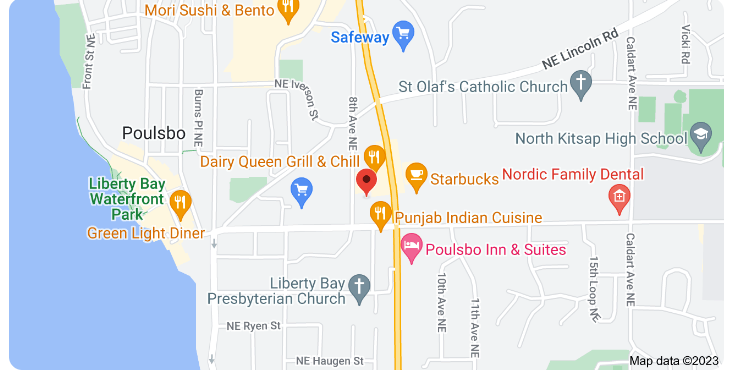 Mori Sushi & Bento
Safeway
NE Lincoln Rd
Caldart Ave NE
Vicki Rd
Front St NE
NE Iverson St
St Olaf's Catholic Church
Burns Pl NE
8th Ave NE
Poulsbo
North Kitsap High School
Dairy Queen Grill & Chill
Starbucks
Nordic Family Dental
Liberty Bay
Waterfront
Park
Green Light Diner
Punjab Indian Cuisine
Poulsbo Inn & Suites
Liberty Bay
Presbyterian Church
10th Ave NE
11th Ave NE
15th Loop NE
Caldart Ave NE
NE Ryen St
NE Haugen St
Map data ©2023